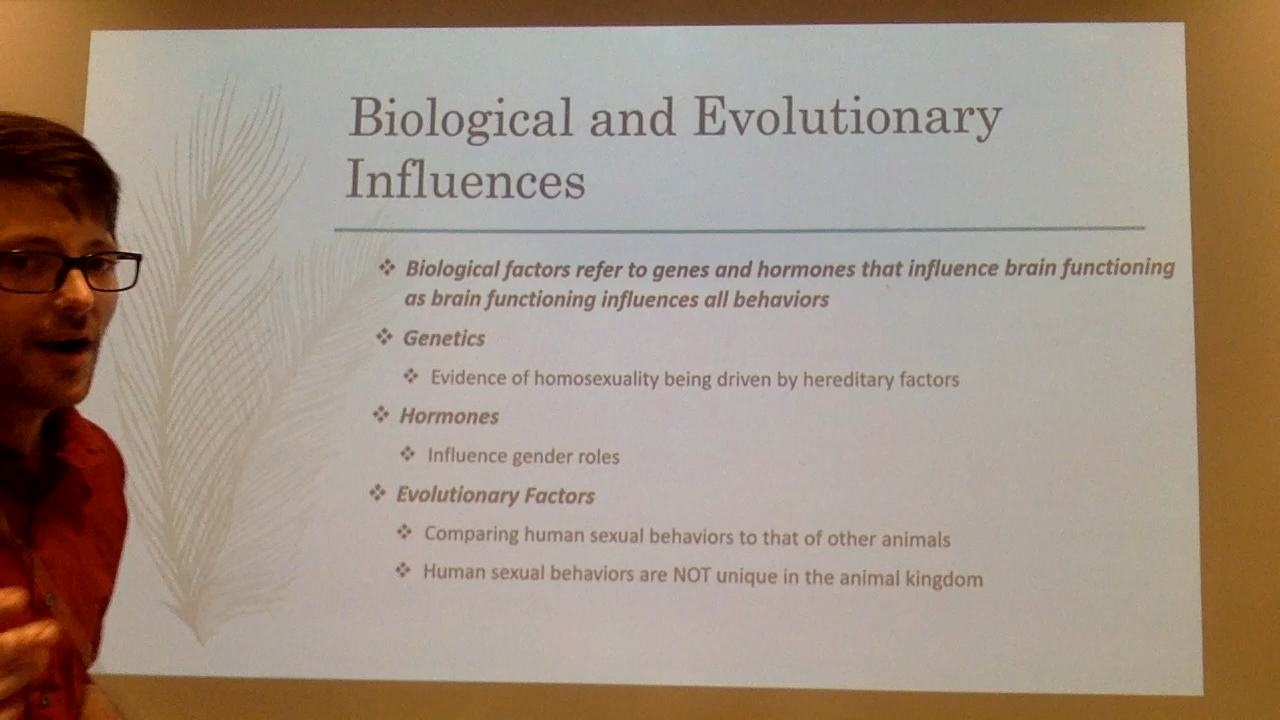 Biological and Evolutionary
Influences
Biological factors refer to genes and hormones that influence brain functioning
as brain functioning influences all behaviors
Genetics
Evidence of homosexuality being driven by hereditary factors
Hormones
Influence gender roles
Evolutionary Factors
Comparing human sexual behaviors to that of other animals
Human sexual behaviors are NOT unique in the animal kingdom